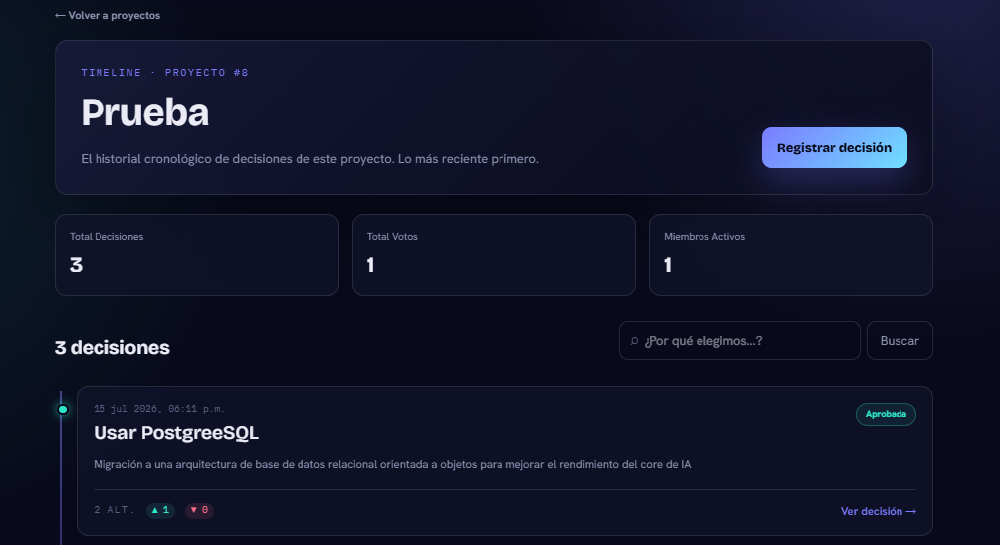 ← Volver a proyectos
TIMELINE · PROYECTO #8
Prueba
El historial cronológico de decisiones de este proyecto. Lo más reciente primero.
Registrar decisión
Total Decisiones
3
Total Votos
1
Miembros Activos
1
3 decisiones
¿Por qué elegimos...?
Buscar
15 jul 2026, 06:11 p.m.
Aprobada
Usar PostgreeSQL
Migración a una arquitectura de base de datos relacional orientada a objetos para mejorar el rendimiento del core de IA
2 ALT. ▲ 1 ▼ 0
Ver decisión →